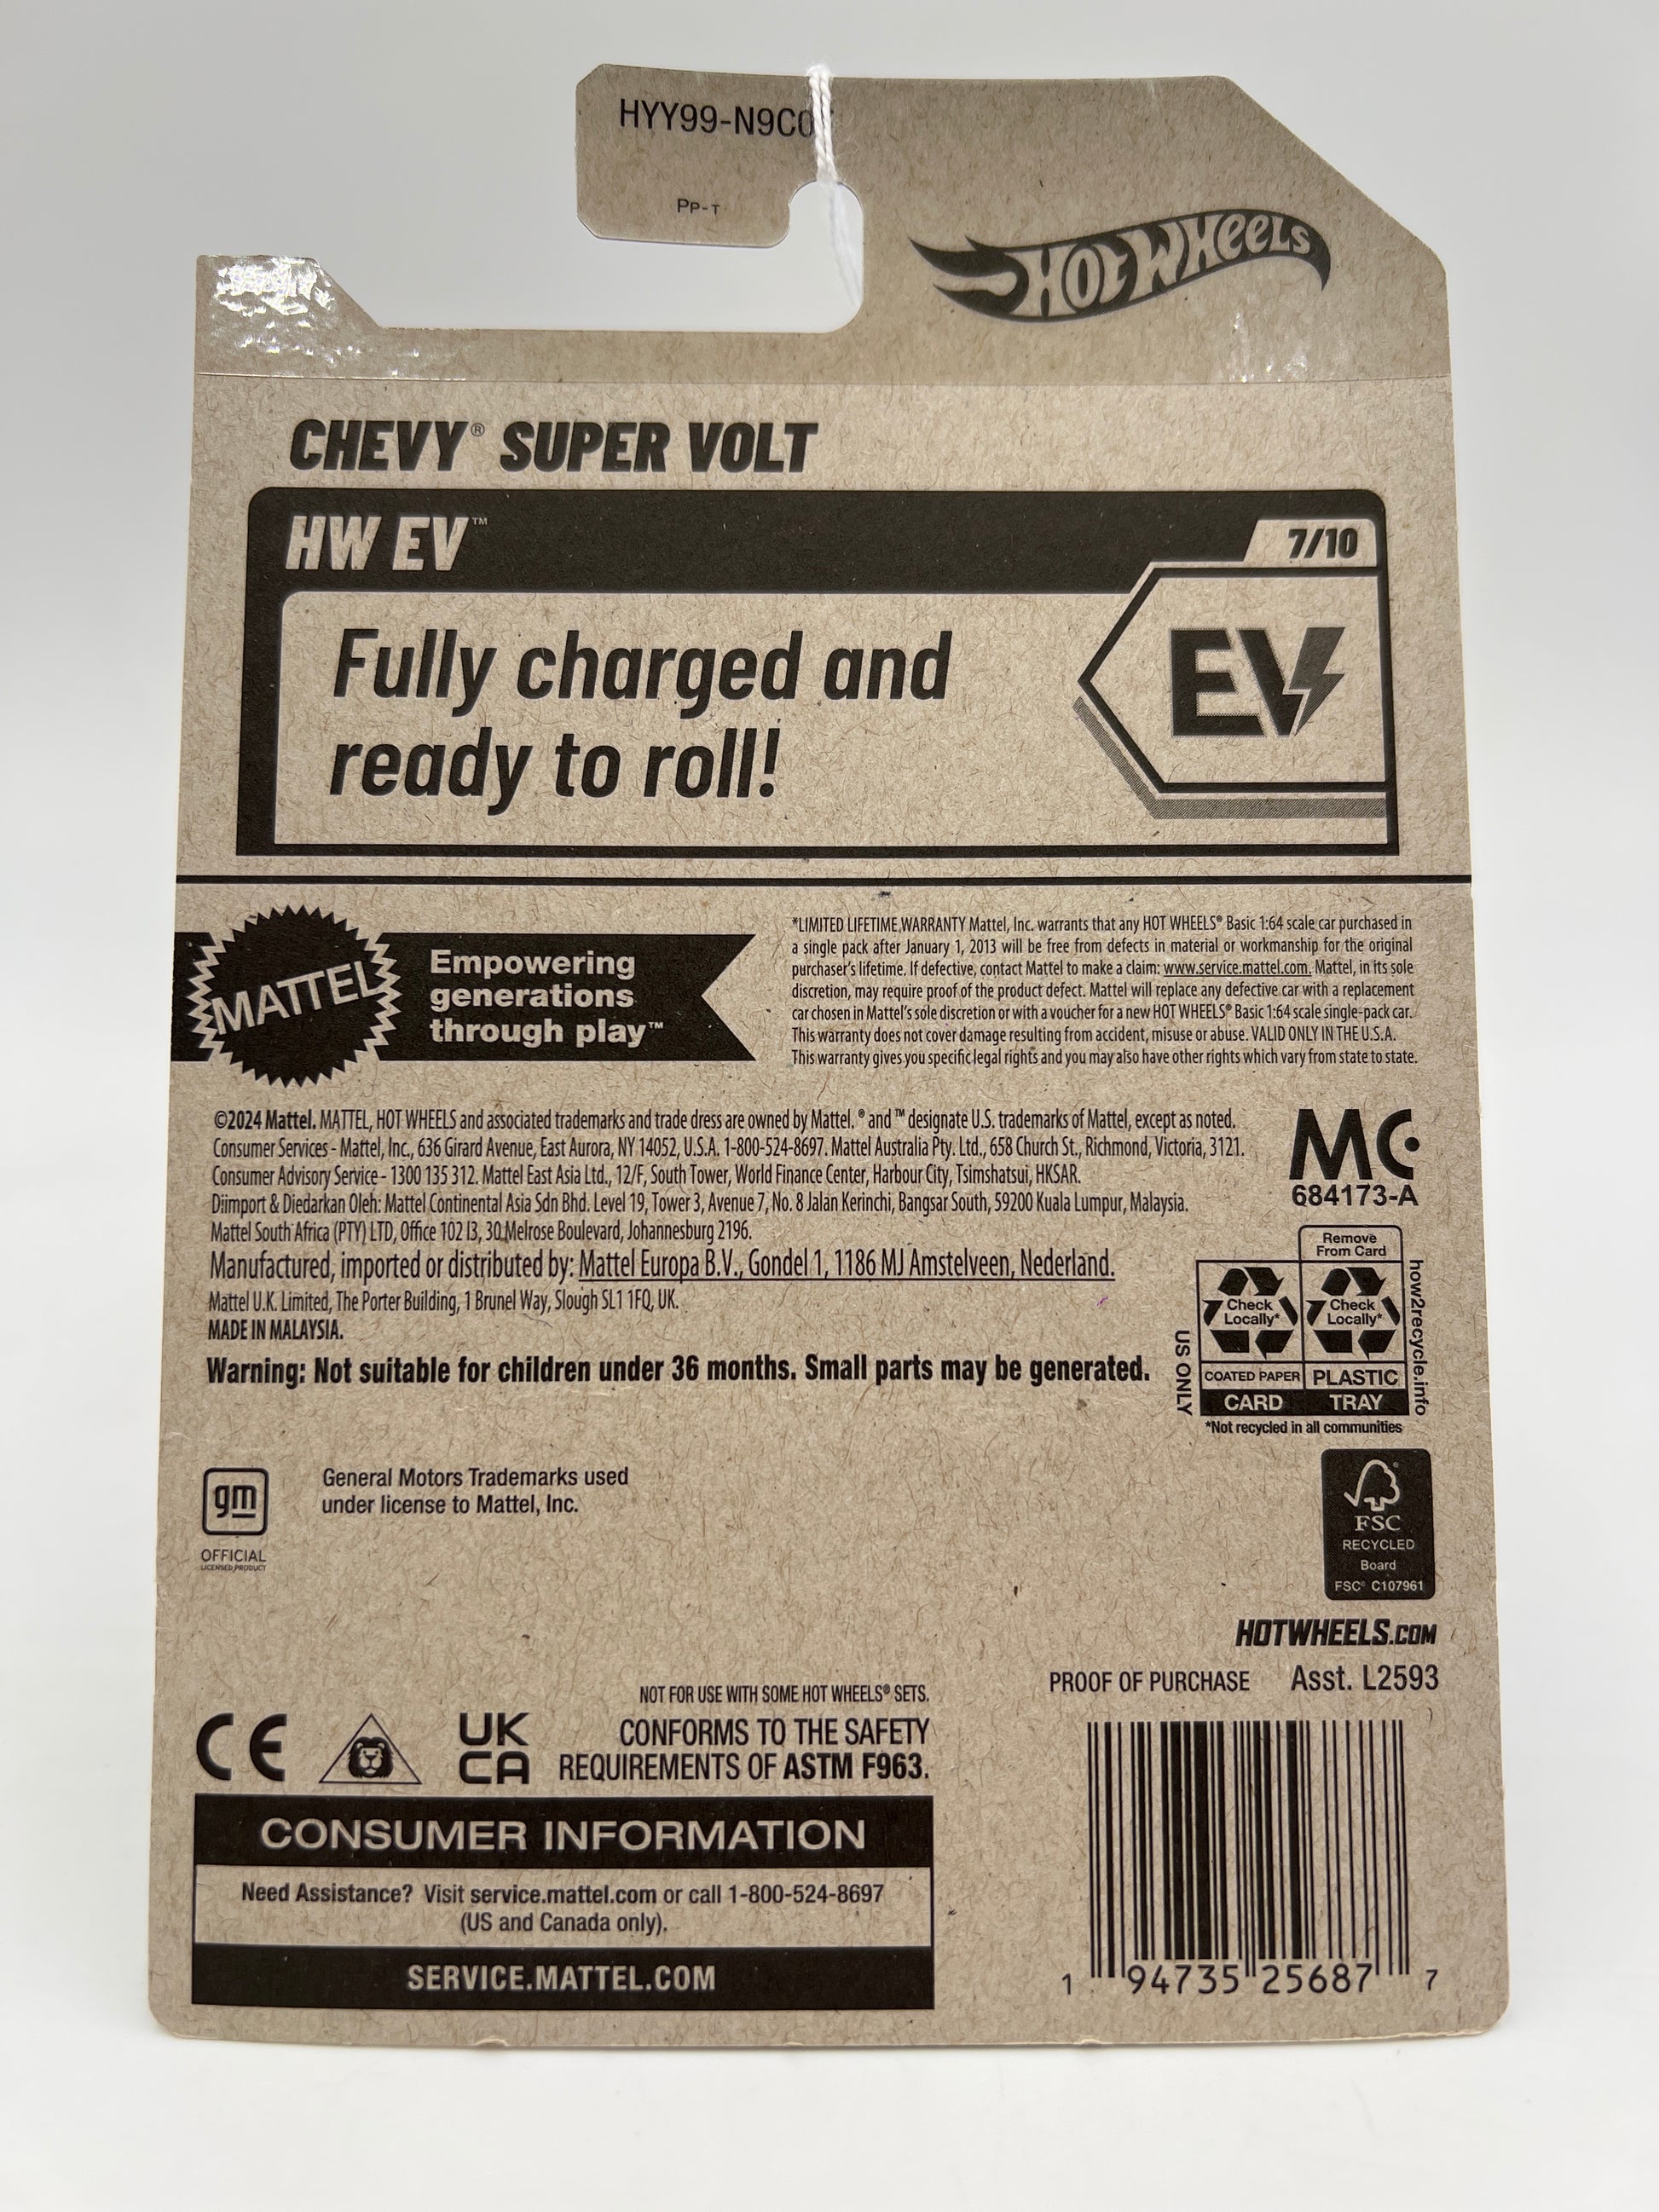 HYY99-N9C0
PP-T
HOT WHEELS
CHEVY® SUPER VOLT
HW EV™
7/10
Fully charged and
ready to roll!
EV
MATTEL
Empowering
generations
through play™
*LIMITED LIFETIME WARRANTY Mattel, Inc. warrants that any HOT WHEELS® Basic 1:64 scale car purchased in
a single pack after January 1, 2013 will be free from defects in material or workmanship for the original
purchaser's lifetime. If defective, contact Mattel to make a claim: www.service.mattel.com. Mattel, in its sole
discretion, may require proof of the product defect. Mattel will replace any defective car with a replacement
car chosen in Mattel's sole discretion or with a voucher for a new HOT WHEELS® Basic 1:64 scale single-pack car.
This warranty does not cover damage resulting from accident, misuse or abuse. VALID ONLY IN THE U.S.A.
This warranty gives you specific legal rights and you may also have other rights which vary from state to state.
©2024 Mattel. MATTEL, HOT WHEELS and associated trademarks and trade dress are owned by Mattel. ® and ™ designate U.S. trademarks of Mattel, except as noted.
Consumer Services - Mattel, Inc., 636 Girard Avenue, East Aurora, NY 14052, U.S.A. 1-800-524-8697. Mattel Australia Pty. Ltd., 658 Church St., Richmond, Victoria, 3121.
Consumer Advisory Service - 1300 135 312. Mattel East Asia Ltd., 12/F, South Tower, World Finance Center, Harbour City, Tsimshatsui, HKSAR.
Diimport & Diedarkan Oleh: Mattel Continental Asia Sdn Bhd. Level 19, Tower 3, Avenue 7, No. 8 Jalan Kerinchi, Bangsar South, 59200 Kuala Lumpur, Malaysia.
Mattel South Africa (PTY) LTD, Office 102 I3, 30 Melrose Boulevard, Johannesburg 2196.
Manufactured, imported or distributed by: Mattel Europa B.V., Gondel 1, 1186 MJ Amstelveen, Nederland.
Mattel U.K. Limited, The Porter Building, 1 Brunel Way, Slough SL1 1FQ, UK.
MADE IN MALAYSIA.
Warning: Not suitable for children under 36 months. Small parts may be generated.
MC
684173-A
Remove
From Card
Check
Locally*
Check
Locally*
COATED PAPER
PLASTIC
CARD
TRAY
US ONLY
how2recycle.info
*Not recycled in all communities
gm
OFFICIAL
LICENSED PRODUCT
General Motors Trademarks used
under license to Mattel, Inc.
FSC
RECYCLED
Board
FSC® C107961
HOTWHEELS.COM
PROOF OF PURCHASE Asst. L2593
NOT FOR USE WITH SOME HOT WHEELS® SETS.
CE
UK
CA
CONFORMS TO THE SAFETY
REQUIREMENTS OF ASTM F963.
CONSUMER INFORMATION
Need Assistance? Visit service.mattel.com or call 1-800-524-8697
(US and Canada only).
SERVICE.MATTEL.COM
1 94735 25687 7